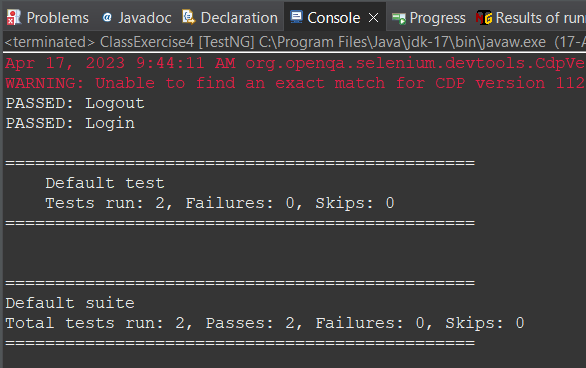 Problems Javadoc Declaration Console Progress Results of run
<terminated> ClassExercise4 [TestNG] C:\Program Files\Java\jdk-17\bin\javaw.exe (17-A
Apr 17, 2023 9:44:11 AM org.openqa.selenium.devtools.CdpVe
WARNING: Unable to find an exact match for CDP version 112
PASSED: Logout
PASSED: Login
===============================================
Default test
Tests run: 2, Failures: 0, Skips: 0
===============================================
===============================================
Default suite
Total tests run: 2, Passes: 2, Failures: 0, Skips: 0
===============================================